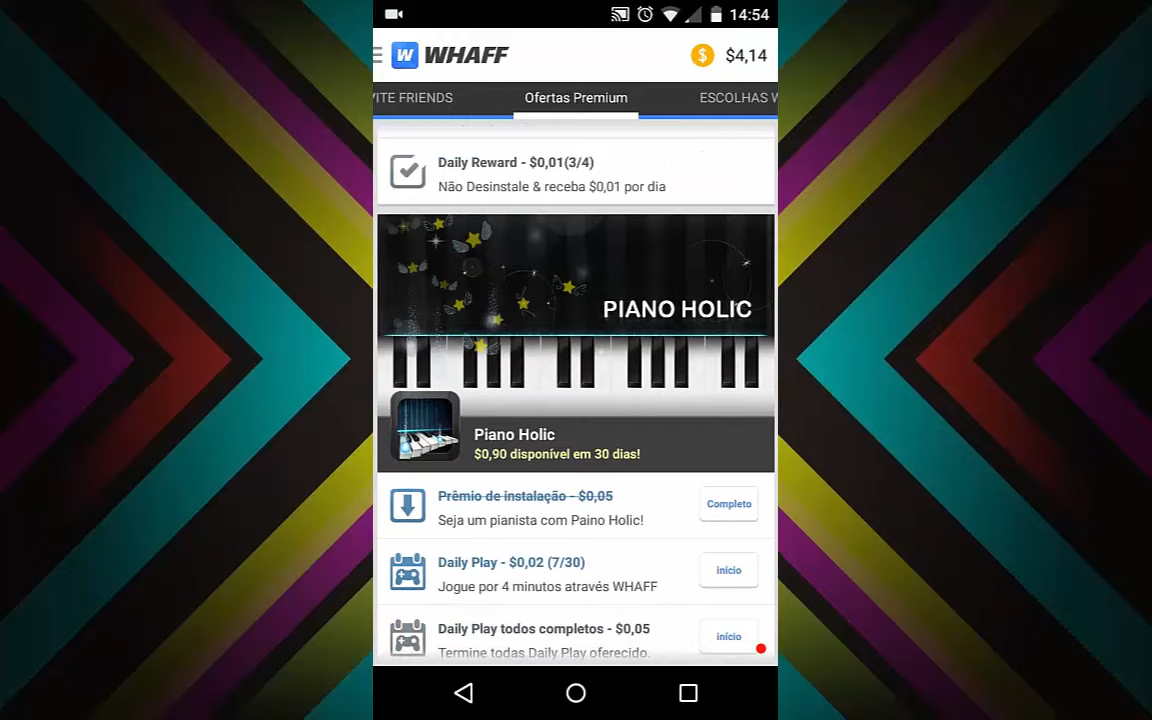 14:54
W WHAFF
$ $4,14
ITE FRIENDS
Ofertas Premium
ESCOLHAS W
Daily Reward - $0,01(3/4)
Não Desinstale & receba $0,01 por dia
PIANO HOLIC
Piano Holic
$0,90 disponível em 30 dias!
Prêmio de instalação - $0,05
Seja um pianista com Paino Holic!
Completo
Daily Play - $0,02 (7/30)
Jogue por 4 minutos através WHAFF
início
Daily Play todos completos - $0,05
Termine todas Daily Play oferecido.
início